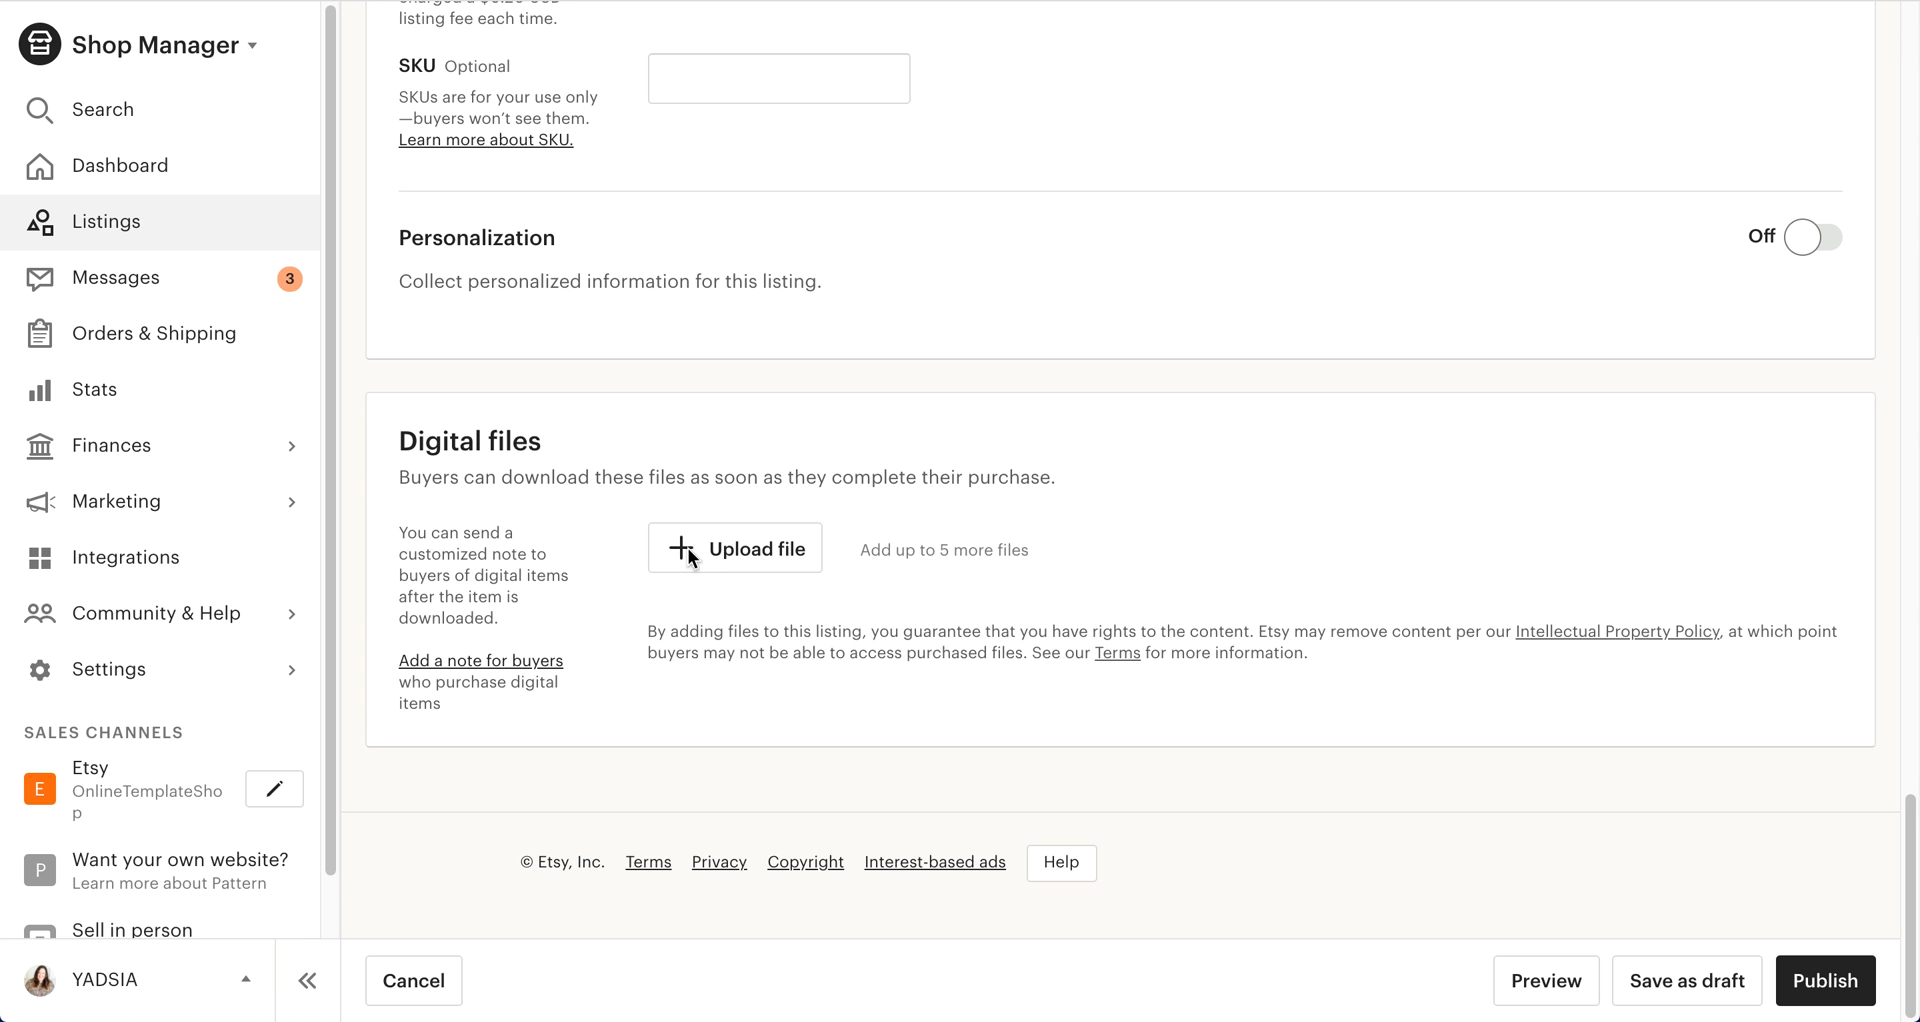 Shop Manager
Search
Dashboard
Listings
Messages
3
Orders & Shipping
Stats
Finances
Marketing
Integrations
Community & Help
Settings
SALES CHANNELS
E
Etsy
OnlineTemplateSho
p
P
Want your own website?
Learn more about Pattern
Sell in person
YADSIA
listing fee each time.
SKU Optional
SKUs are for your use only
—buyers won’t see them.
Learn more about SKU.
Personalization
Off
Collect personalized information for this listing.
Digital files
Buyers can download these files as soon as they complete their purchase.
You can send a
customized note to
buyers of digital items
after the item is
downloaded.
Add a note for buyers
who purchase digital
items
Upload file
Add up to 5 more files
By adding files to this listing, you guarantee that you have rights to the content. Etsy may remove content per our Intellectual Property Policy, at which point
buyers may not be able to access purchased files. See our Terms for more information.
© Etsy, Inc. Terms Privacy Copyright Interest-based ads Help
Cancel
Preview
Save as draft
Publish